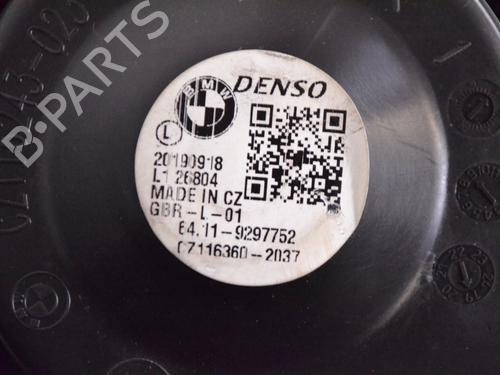 B-PARTS
BMW
DENSO
L
20190918
L1 26804
MADE IN CZ
GBR-L-01
64.11-9297752
CZ116360-2037